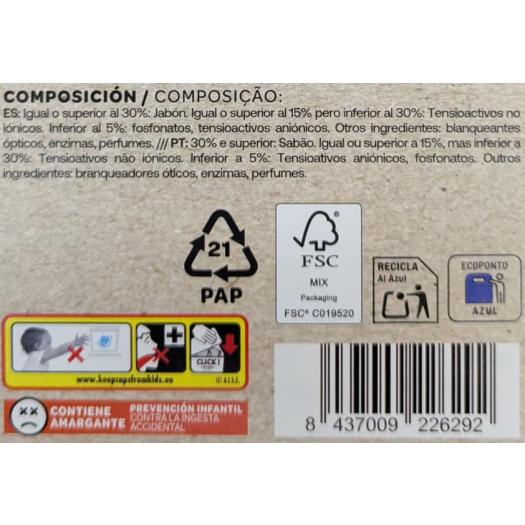 COMPOSICIÓN / COMPOSIÇÃO:
ES: Igual o superior al 30%: Jabón. Igual o superior al 15% pero inferior al 30%: Tensioactivos no
iónicos. Inferior al 5%: fosfonatos, tensioactivos aniónicos. Otros ingredientes: blanqueantes
ópticos, enzimas, perfumes. /// PT: 30% e superior: Sabão. Igual ou superior a 15%, mas inferior a
30%: Tensioativos não iónicos. Inferior a 5%: Tensioativos aniónicos, fosfonatos. Outros
ingredientes: branqueadores óticos, enzimas, perfumes.
21
PAP
FSC
MIX
Packaging
FSC® C019520
RECICLA
Al Azul
ECOPONTO
AZUL
CLICK!
www.keepcapsfromkids.eu
© A.I.S.E.
CONTIENE
AMARGANTE
PREVENCIÓN INFANTIL
CONTRA LA INGESTA
ACCIDENTAL
8 437009 226292